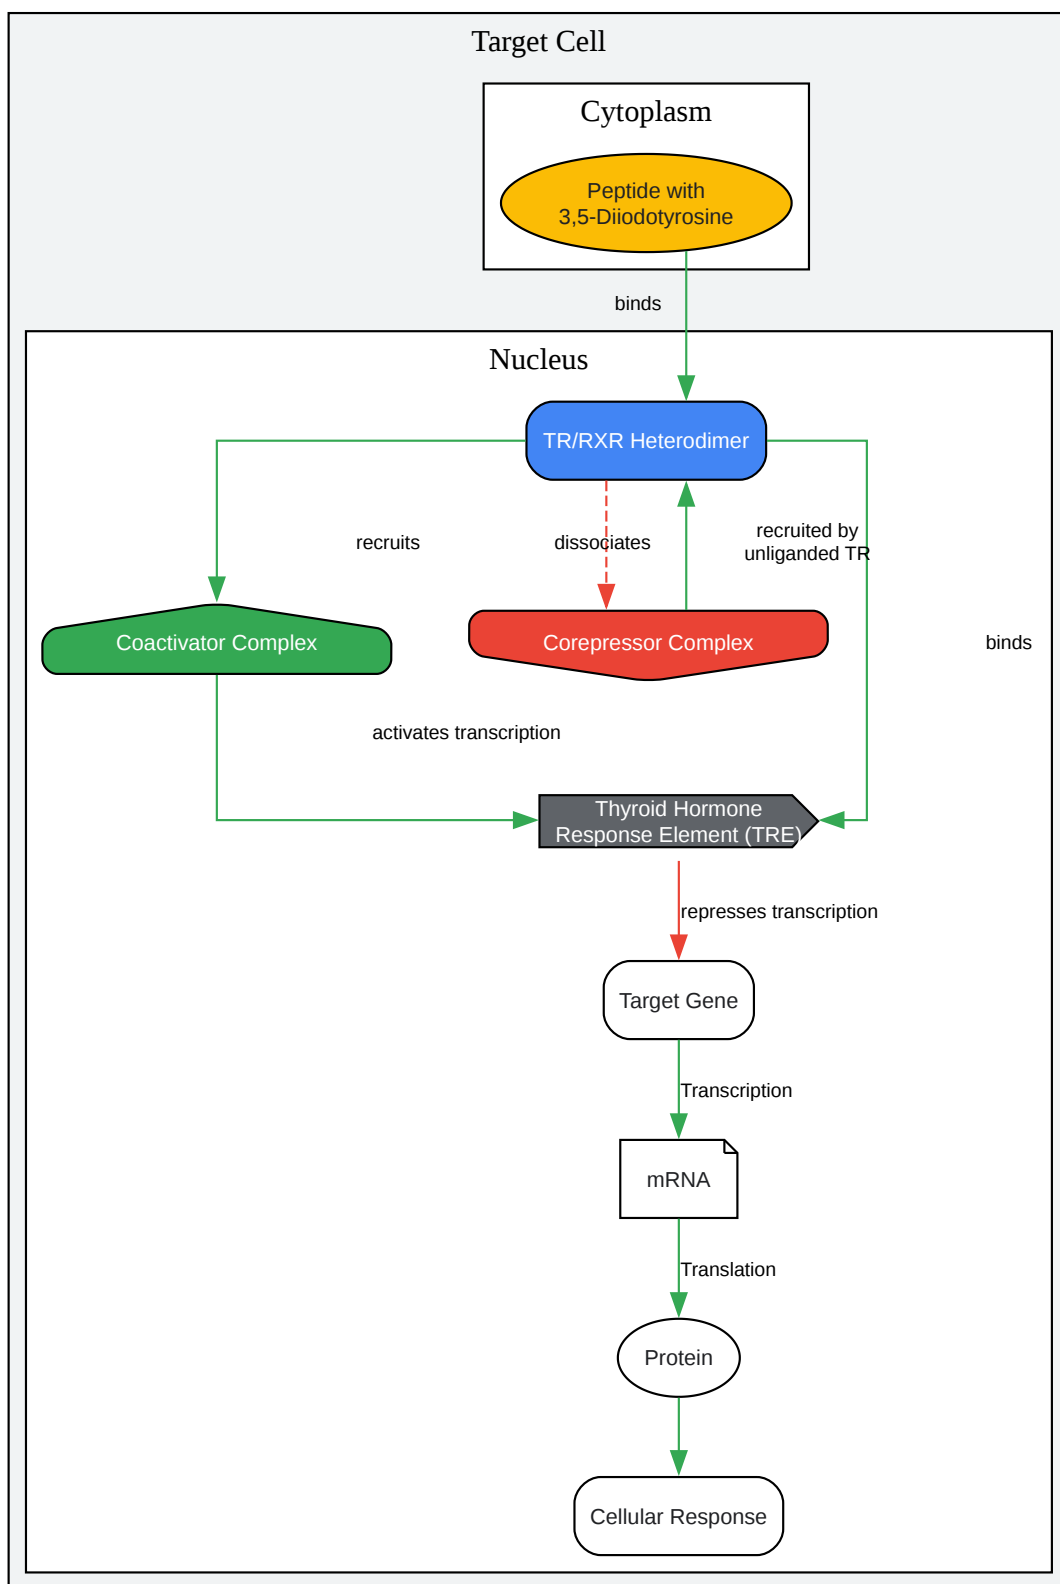 Target Cell
Cytoplasm
Peptide with
3,5-Diiodotyrosine
binds
Nucleus
TR/RXR Heterodimer
recruits
dissociates
recruited by
unliganded TR
Coactivator Complex
Corepressor Complex
binds
activates transcription
Thyroid Hormone
Response Element (TRE)
represses transcription
Target Gene
Transcription
mRNA
Translation
Protein
Cellular Response